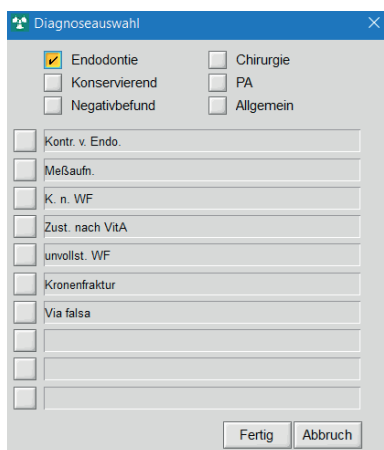 Diagnoseauswahl
Endodontie Chirurgie
Konservierend PA
Negativbefund Allgemein
Kontr. v. Endo.
Meßaufn.
K. n. WF
Zust. nach VitA
unvollst. WF
Kronenfraktur
Via falsa
Fertig Abbruch